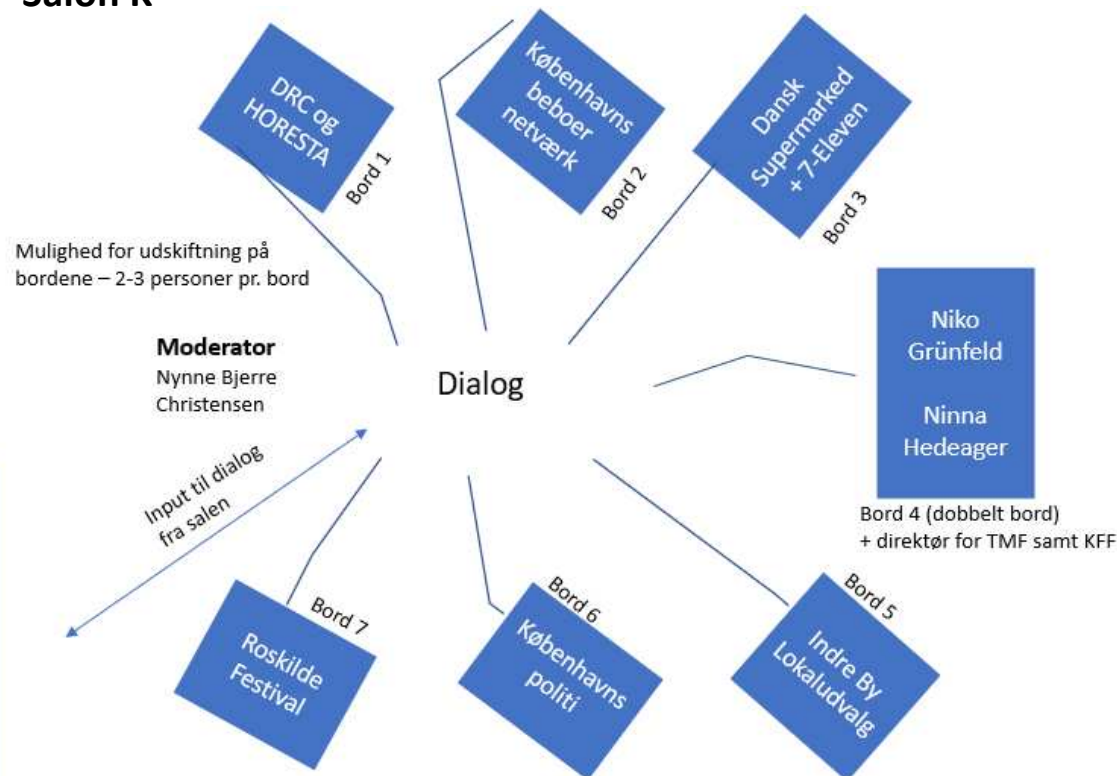 Salon K
DRC og
HORESTA
Bord 1
Københavns
beboer
netværk
Bord 2
Dansk
Supermarked
+ 7-Eleven
Bord 3
Mulighed for udskiftning på
bordene – 2-3 personer pr. bord
Moderator
Nynne Bjerre
Christensen
Dialog
Niko
Grünfeld
Ninna
Hedeager
Bord 4 (dobbelt bord)
+ direktør for TMF samt KFF
Input til dialog
fra salen
Bord 7
Roskilde
Festival
Bord 6
Københavns
politi
Bord 5
Indre By
Lokaludvalg